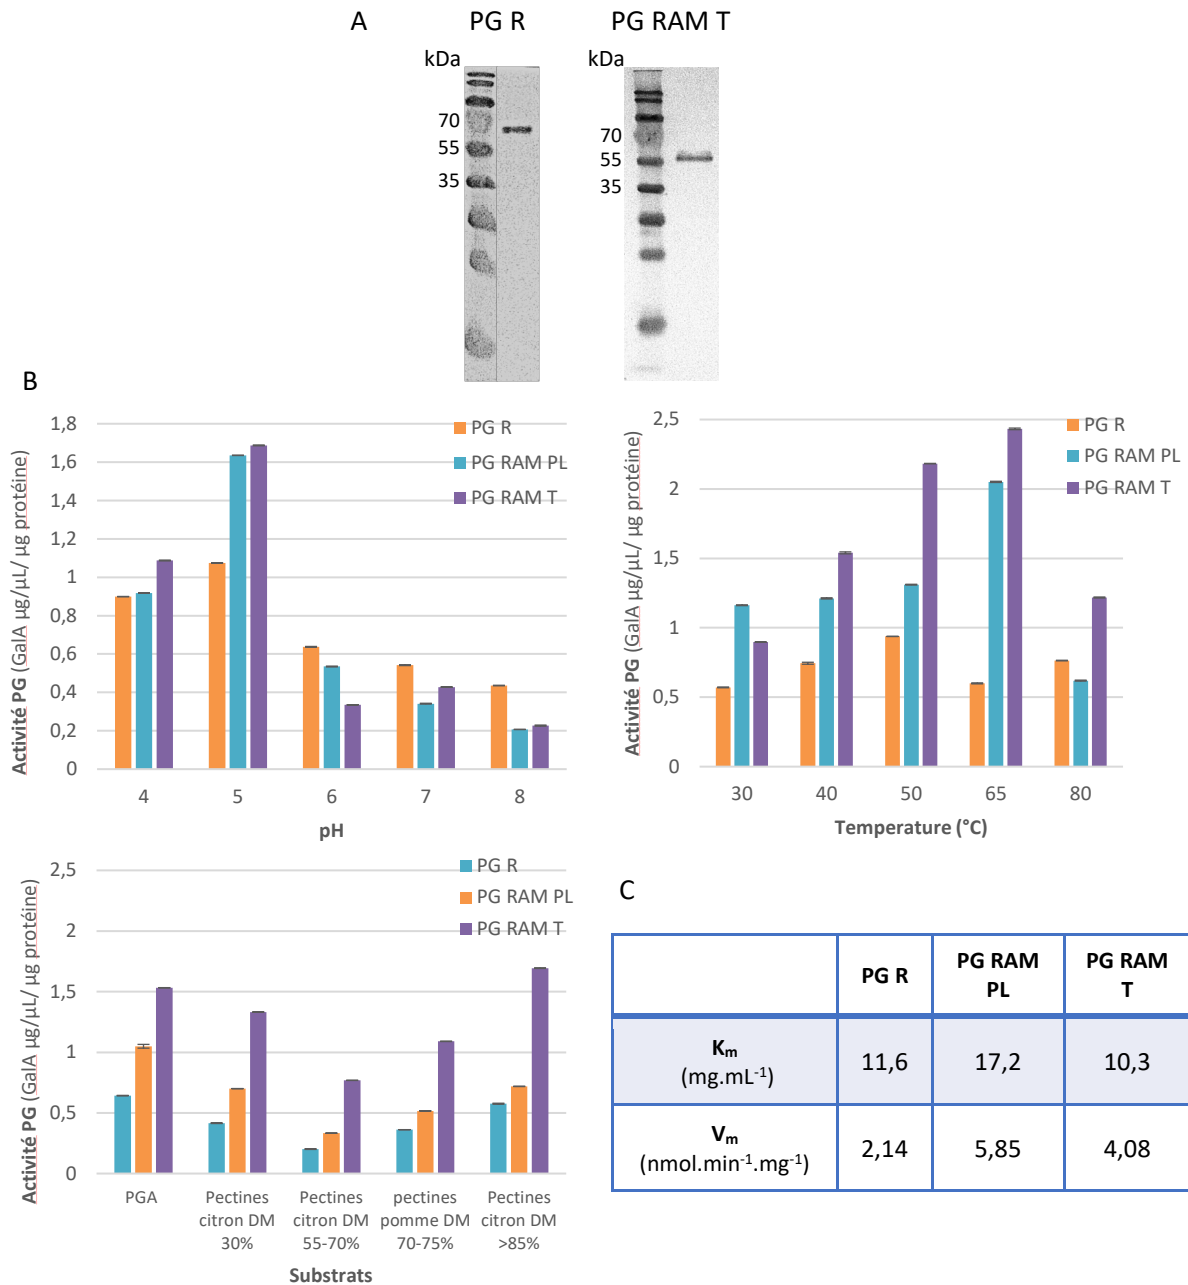 A PG R PG RAM T
kDa
70
55
35
kDa
70
55
35
B
Activité PG (GalA µg/µL/ µg protéine)
1,8
1,6
1,4
1,2
1
0,8
0,6
0,4
0,2
0
PG R
PG RAM PL
PG RAM T
4 5 6 7 8
pH
Activité PG (GalA µg/µL/ µg protéine)
2,5
2
1,5
1
0,5
0
PG R
PG RAM PL
PG RAM T
30 40 50 65 80
Temperature (°C)
Activité PG (GalA µg/µL/ µg protéine)
2,5
2
1,5
1
0,5
0
PG R
PG RAM PL
PG RAM T
PGA Pectines Pectines pectines Pectines
citron DM citron DM pomme DM citron DM
30% 55-70% 70-75% >85%
Substrats
C
PG R PG RAM PL PG RAM T
Km (mg.mL-1) 11,6 17,2 10,3
Vm (nmol.min-1.mg-1) 2,14 5,85 4,08